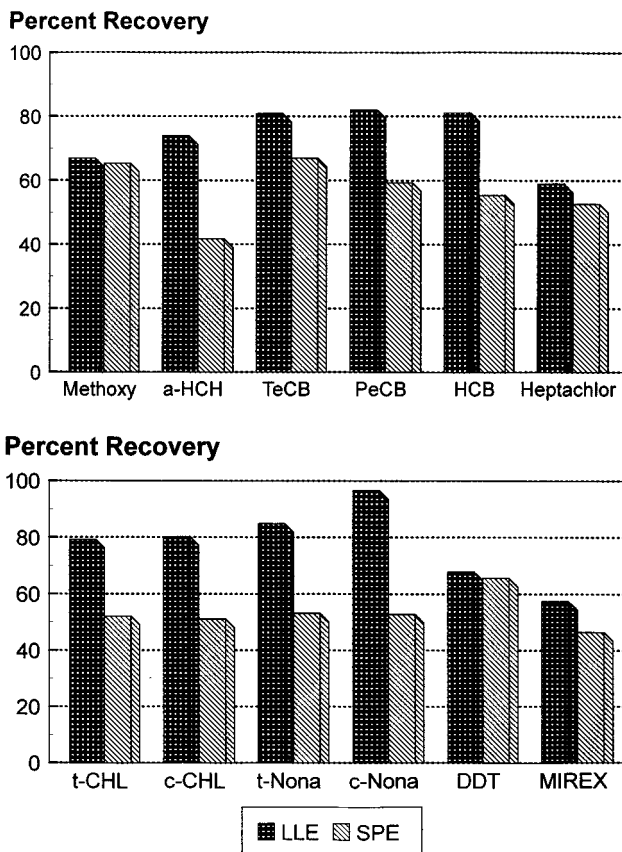 Percent Recovery
100
80
60
40
20
0
Methoxy a-HCH TeCB PeCB HCB Heptachlor
Percent Recovery
100
80
60
40
20
0
t-CHL c-CHL t-Nona c-Nona DDT MIREX
LLE SPE